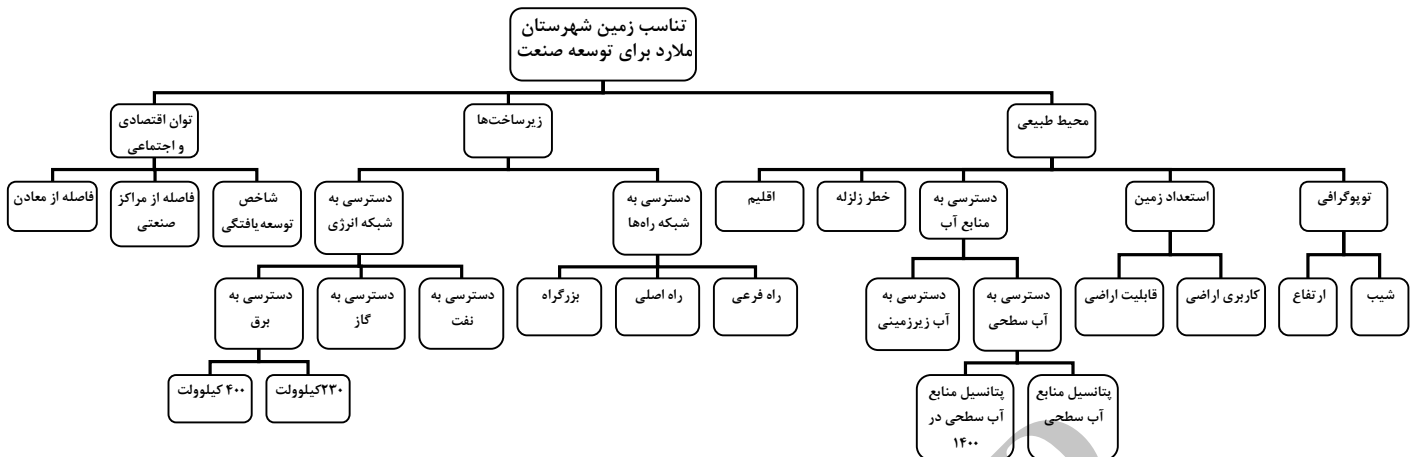 تناسب زمین شهرستان
ملارد برای توسعه صنعت
محیط طبیعی
زیرساخت‌ها
توان اقتصادی
و اجتماعی
توپوگرافی
استعداد زمین
دسترسی به
منابع آب
خطر زلزله
اقلیم
دسترسی به
شبکه راه‌ها
دسترسی به
شبکه انرژی
شاخص
توسعه‌یافتگی
فاصله از مراکز
صنعتی
فاصله از معادن
شیب
ارتفاع
کاربری اراضی
قابلیت اراضی
دسترسی به
آب سطحی
دسترسی به
آب زیرزمینی
راه فرعی
راه اصلی
بزرگراه
دسترسی به
نفت
دسترسی به
گاز
دسترسی به
برق
پتانسیل منابع
آب سطحی
پتانسیل منابع
آب سطحی در
۱۴۰۰
۲۳۰کیلوولت
۴۰۰ کیلوولت